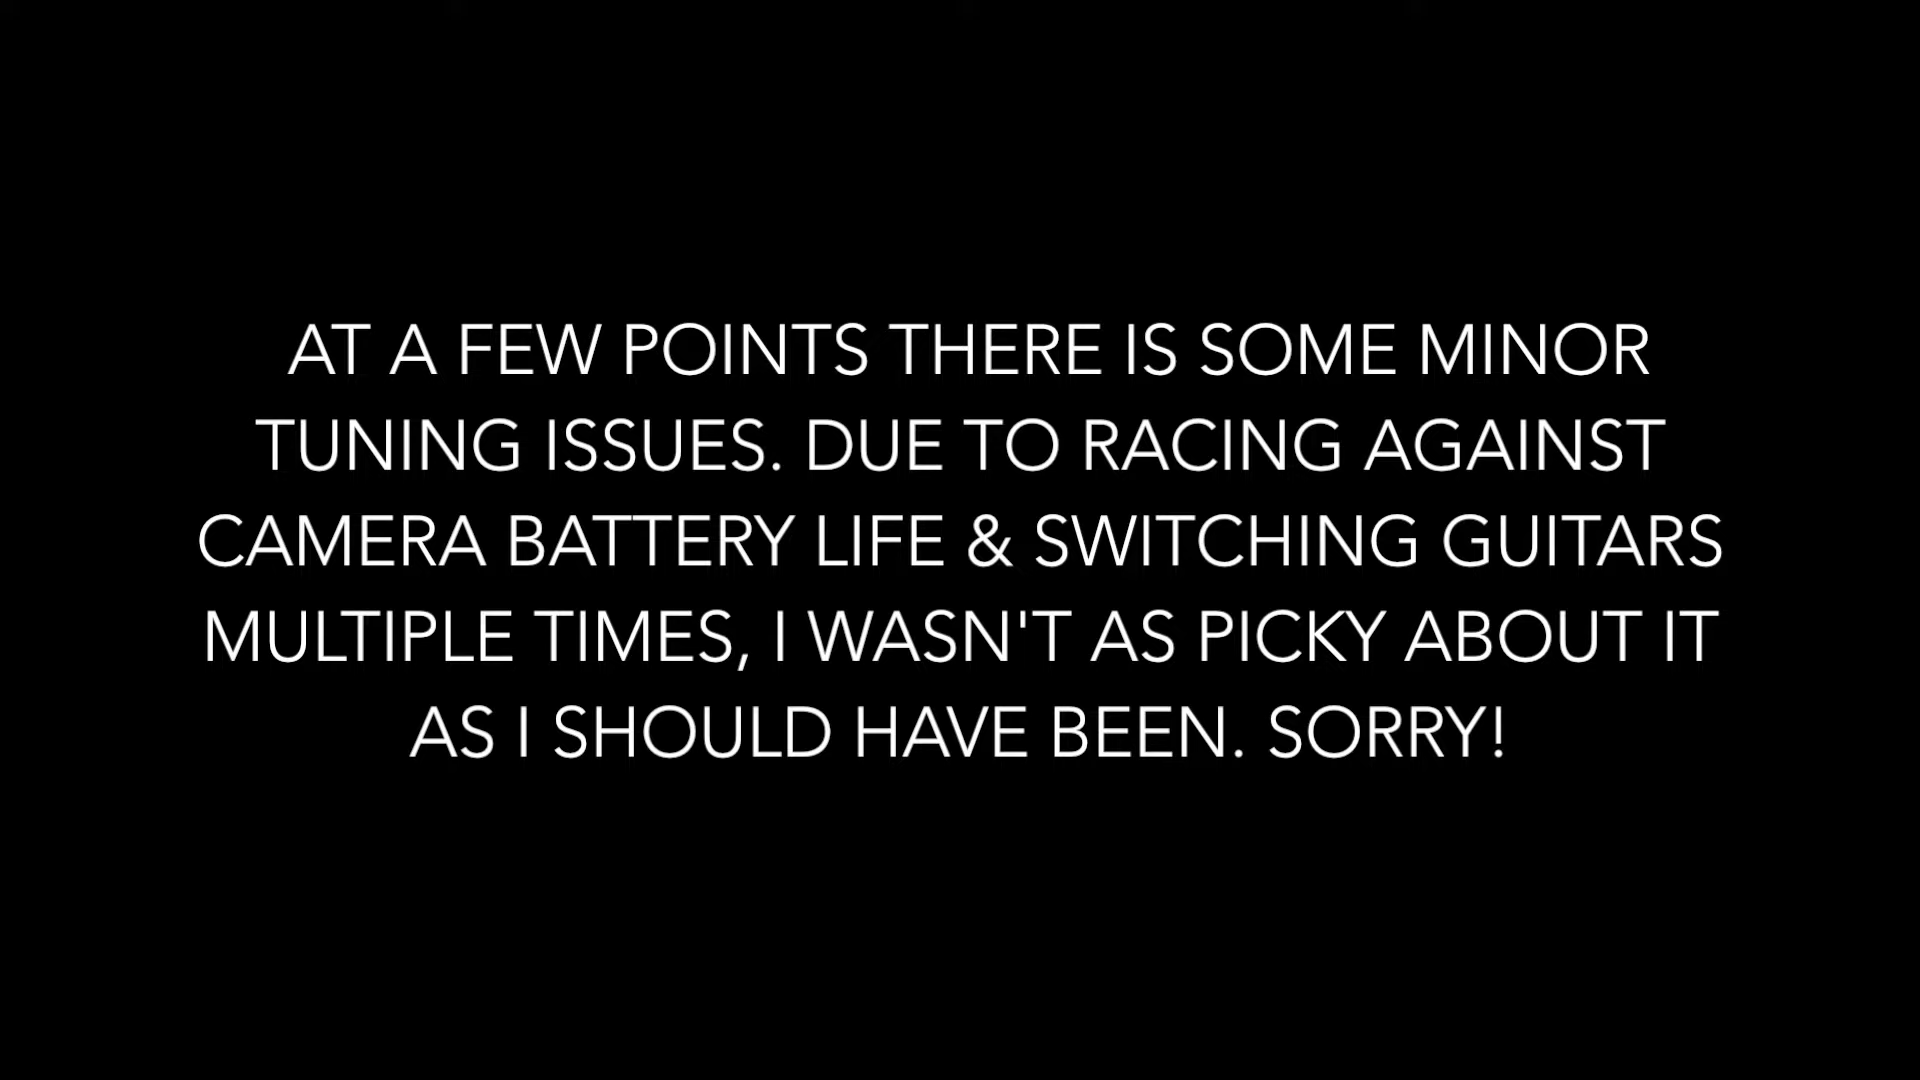 AT A FEW POINTS THERE IS SOME MINOR
TUNING ISSUES. DUE TO RACING AGAINST
CAMERA BATTERY LIFE & SWITCHING GUITARS
MULTIPLE TIMES, I WASN'T AS PICKY ABOUT IT
AS I SHOULD HAVE BEEN. SORRY!